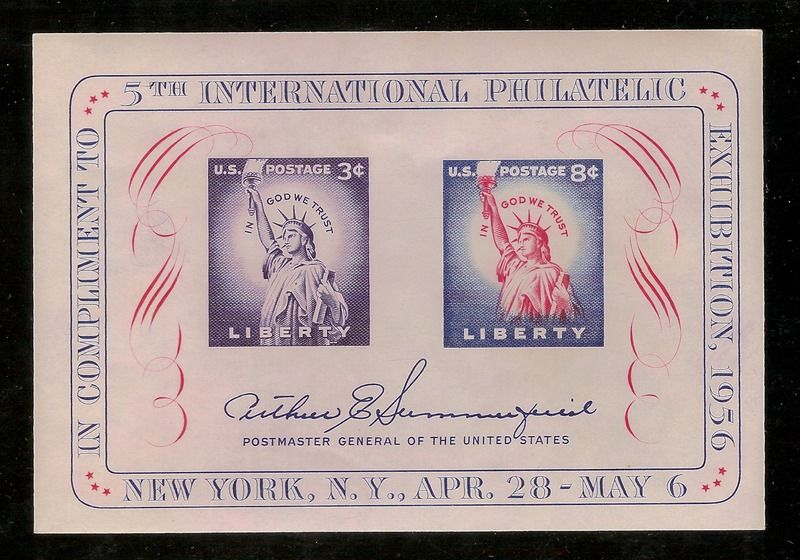 IN COMPLIMENT TO
5TH INTERNATIONAL PHILATELIC
EXHIBITION, 1956
U.S. POSTAGE 3¢
IN GOD WE TRUST
LIBERTY
U.S. POSTAGE 8¢
IN GOD WE TRUST
LIBERTY
Arthur E Summerfield
POSTMASTER GENERAL OF THE UNITED STATES
NEW YORK, N.Y., APR. 28 - MAY 6